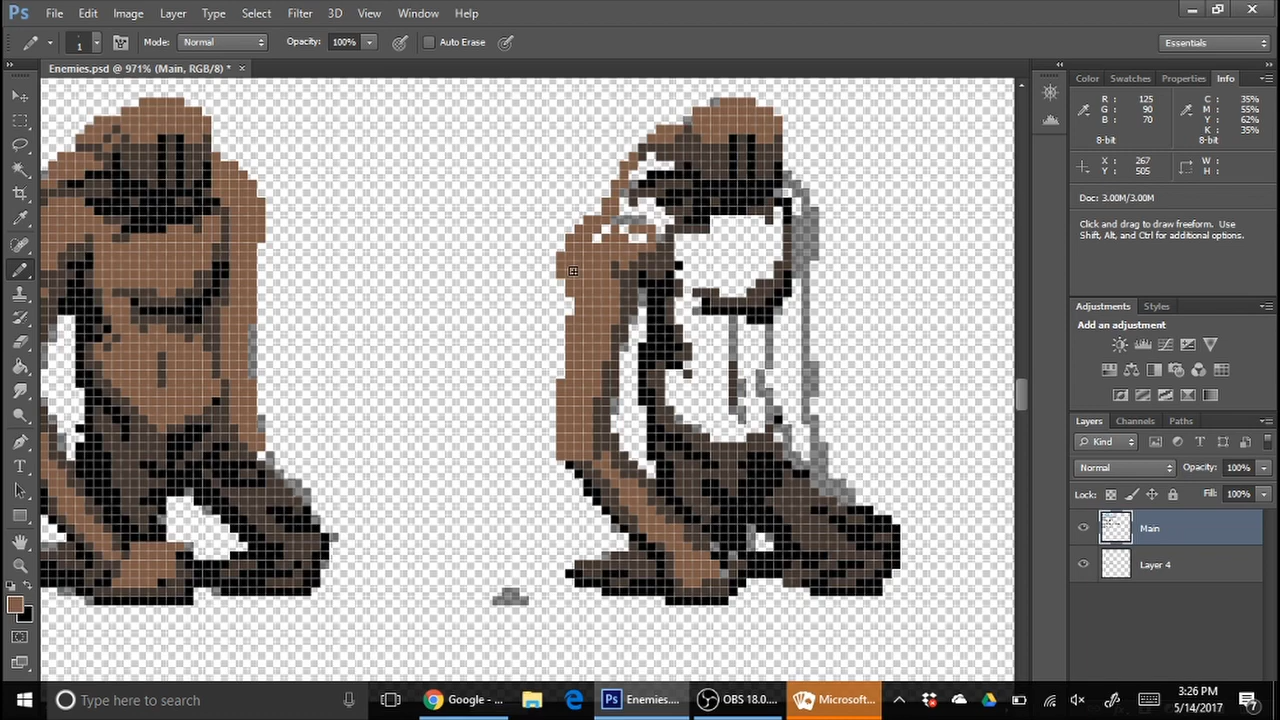 Ps File Edit Image Layer Type Select Filter 3D View Window Help
1 Mode: Normal Opacity: 100% Auto Erase Essentials
Enemies.psd @ 971% (Main, RGB/8) * ×
Color Swatches Properties Info
R : 125 C : 35%
G : 90 M : 55%
B : 70 Y : 62%
K : 35%
8-bit 8-bit
X : 267 W :
Y : 505 H :
Doc: 3.00M/3.00M
Click and drag to draw freeform. Use
Shift, Alt, and Ctrl for additional options.
Adjustments Styles
Add an adjustment
Layers Channels Paths
Kind
Normal Opacity: 100%
Lock: Fill: 100%
Main
Layer 4
Type here to search
Google - ... Ps Enemies.... OBS 18.0.... Microsoft...
3:26 PM
5/14/2017
7